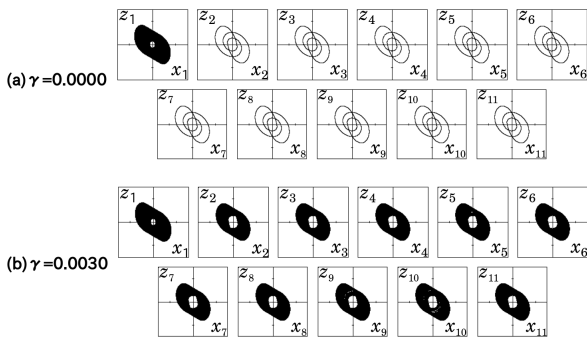 z₁ z₂ z₃ z₄ z₅ z₆
x₁ x₂ x₃ x₄ x₅ x₆
(a) γ=0.0000
z₇ z₈ z₉ z₁₀ z₁₁
x₇ x₈ x₉ x₁₀ x₁₁
z₁ z₂ z₃ z₄ z₅ z₆
x₁ x₂ x₃ x₄ x₅ x₆
(b) γ=0.0030
z₇ z₈ z₉ z₁₀ z₁₁
x₇ x₈ x₉ x₁₀ x₁₁